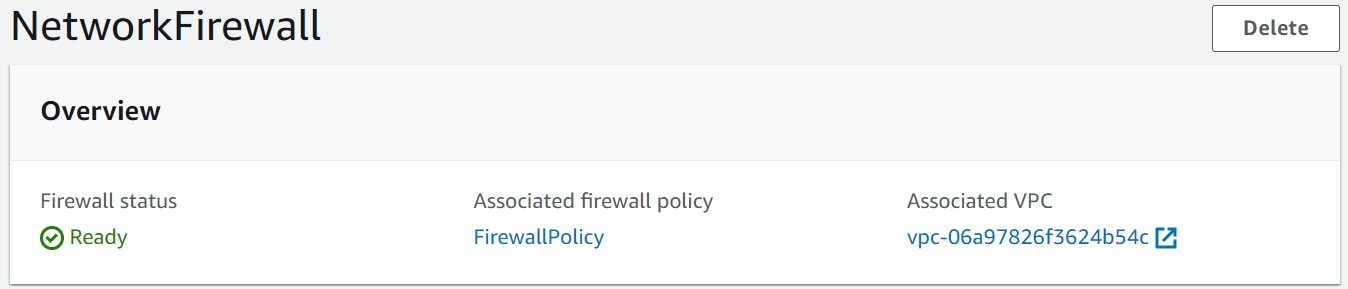 NetworkFirewall
Delete
Overview
Firewall status
Associated firewall policy
Associated VPC
Ready
FirewallPolicy
vpc-06a97826f3624b54c